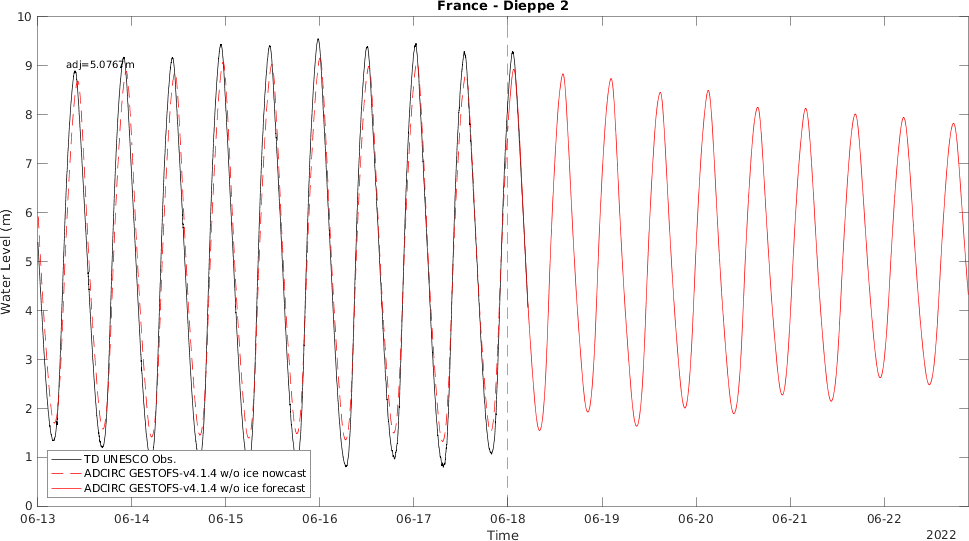 France - Dieppe 2
10
9
8
7
6
5
4
3
2
1
0
Water Level (m)
adj=5.0767m
TD UNESCO Obs.
ADCIRC GESTOFS-v4.1.4 w/o ice nowcast
ADCIRC GESTOFS-v4.1.4 w/o ice forecast
06-13 06-14 06-15 06-16 06-17 06-18 06-19 06-20 06-21 06-22
Time
2022